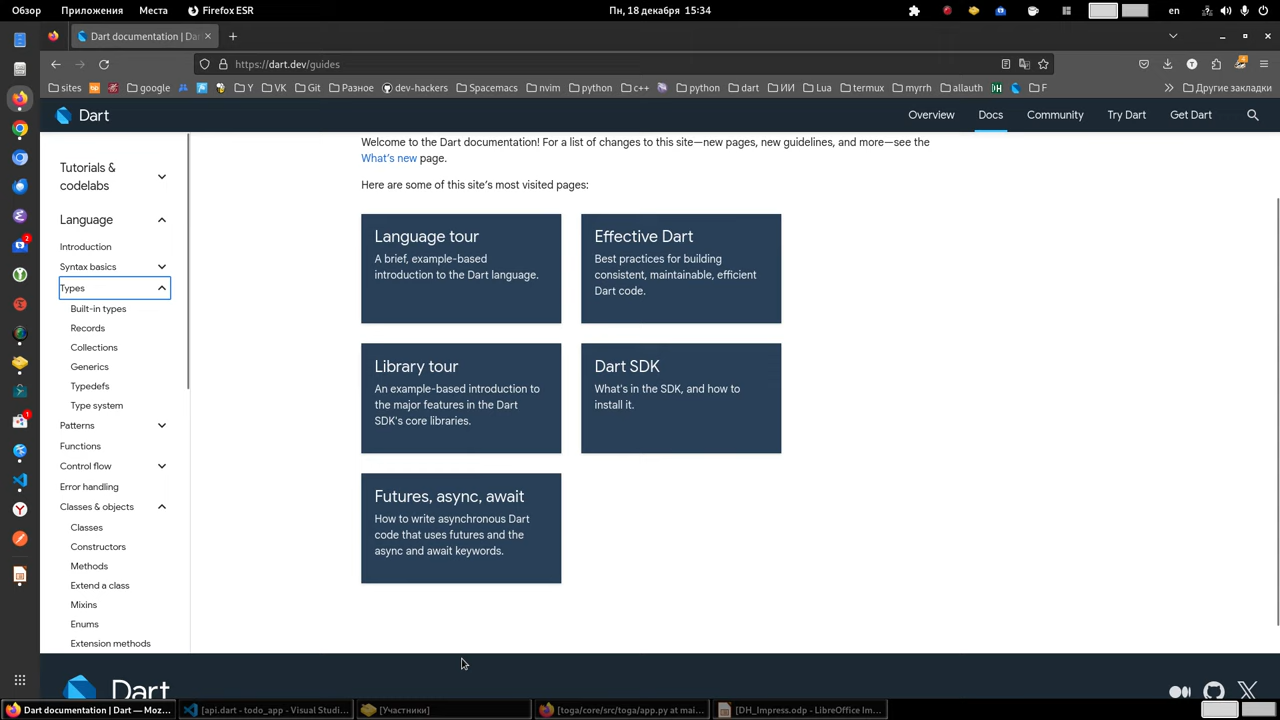 Обзор Приложения Места Firefox ESR Пн, 18 декабря 15:34 en
Dart documentation | Da
https://dart.dev/guides
sites google Y VK Git Разное dev-hackers Spacemacs nvim python c++ python dart ИИ Lua termux myrrh allauth F Другие закладки
Dart Overview Docs Community Try Dart Get Dart
Welcome to the Dart documentation! For a list of changes to this site—new pages, new guidelines, and more—see the
What's new page.
Here are some of this site's most visited pages:
Tutorials &
codelabs
Language
Introduction
Syntax basics
Types
Built-in types
Records
Collections
Generics
Typedefs
Type system
Patterns
Functions
Control flow
Error handling
Classes & objects
Classes
Constructors
Methods
Extend a class
Mixins
Enums
Extension methods
Language tour
A brief, example-based
introduction to the Dart language.
Effective Dart
Best practices for building
consistent, maintainable, efficient
Dart code.
Library tour
An example-based introduction to
the major features in the Dart
SDK's core libraries.
Dart SDK
What's in the SDK, and how to
install it.
Futures, async, await
How to write asynchronous Dart
code that uses futures and the
async and await keywords.
Dart
Dart documentation | Dart — Moz... [api.dart - todo_app - Visual Studi... [Участники] [toga/core/src/toga/app.py at mai... [DH_Impress.odp - LibreOffice Im...